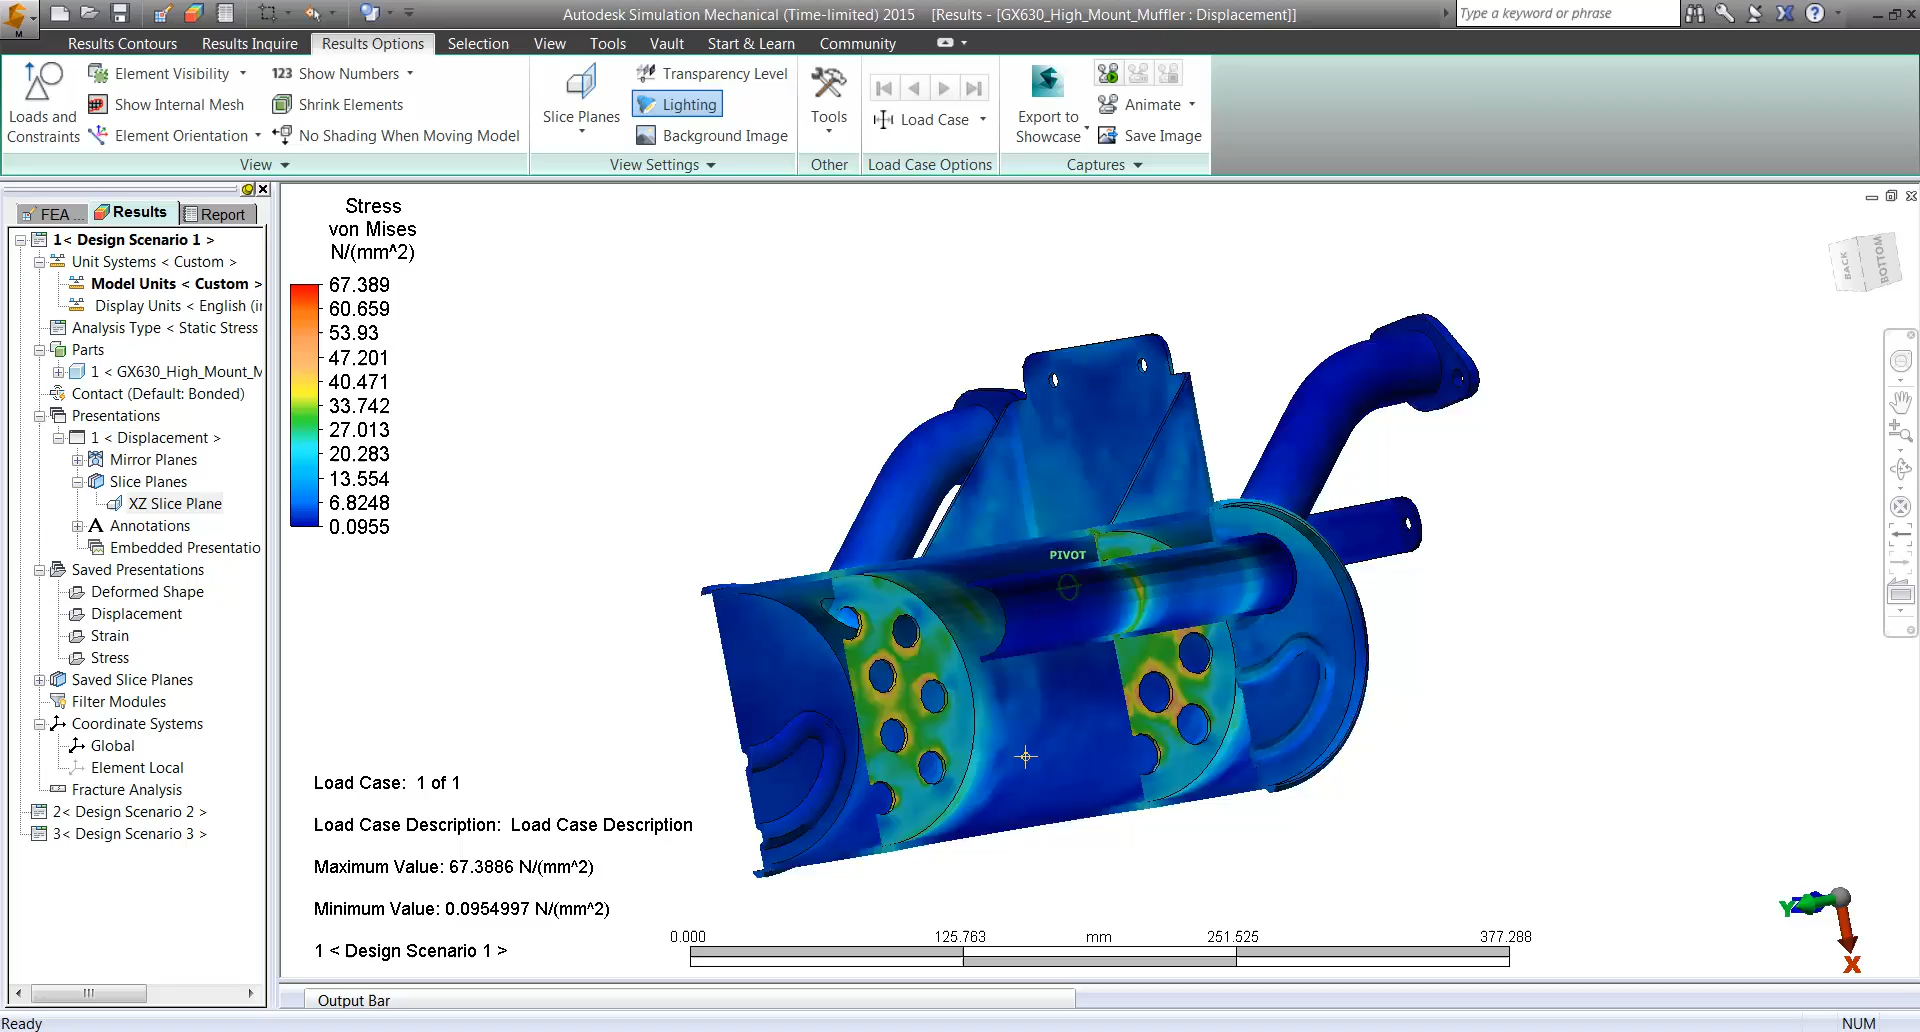 Autodesk Simulation Mechanical (Time-limited) 2015 [Results - [GX630_High_Mount_Muffler : Displacement]]
Type a keyword or phrase
Results Contours Results Inquire Results Options Selection View Tools Vault Start & Learn Community
Loads and
Constraints
Element Visibility
Show Internal Mesh
Element Orientation
123 Show Numbers
Shrink Elements
No Shading When Moving Model
View
Slice Planes
Transparency Level
Lighting
Background Image
View Settings
Tools
Other
Load Case
Load Case Options
Export to
Showcase
Animate
Save Image
Captures
FEA ...
Results
Report
1< Design Scenario 1 >
Unit Systems < Custom >
Model Units < Custom >
Display Units < English (i
Analysis Type < Static Stress
Parts
1 < GX630_High_Mount_M
Contact (Default: Bonded)
Presentations
1 < Displacement >
Mirror Planes
Slice Planes
XZ Slice Plane
A Annotations
Embedded Presentatio
Saved Presentations
Deformed Shape
Displacement
Strain
Stress
Saved Slice Planes
Filter Modules
Coordinate Systems
Global
Element Local
Fracture Analysis
2< Design Scenario 2 >
3< Design Scenario 3 >
Stress
von Mises
N/(mm^2)
67.389
60.659
53.93
47.201
40.471
33.742
27.013
20.283
13.554
6.8248
0.0955
BACK
BOTTOM
PIVOT
Load Case: 1 of 1
Load Case Description: Load Case Description
Maximum Value: 67.3886 N/(mm^2)
Minimum Value: 0.0954997 N/(mm^2)
1 < Design Scenario 1 >
0.000 125.763 mm 251.525 377.288
Y
Z
X
Output Bar
Ready
NUM